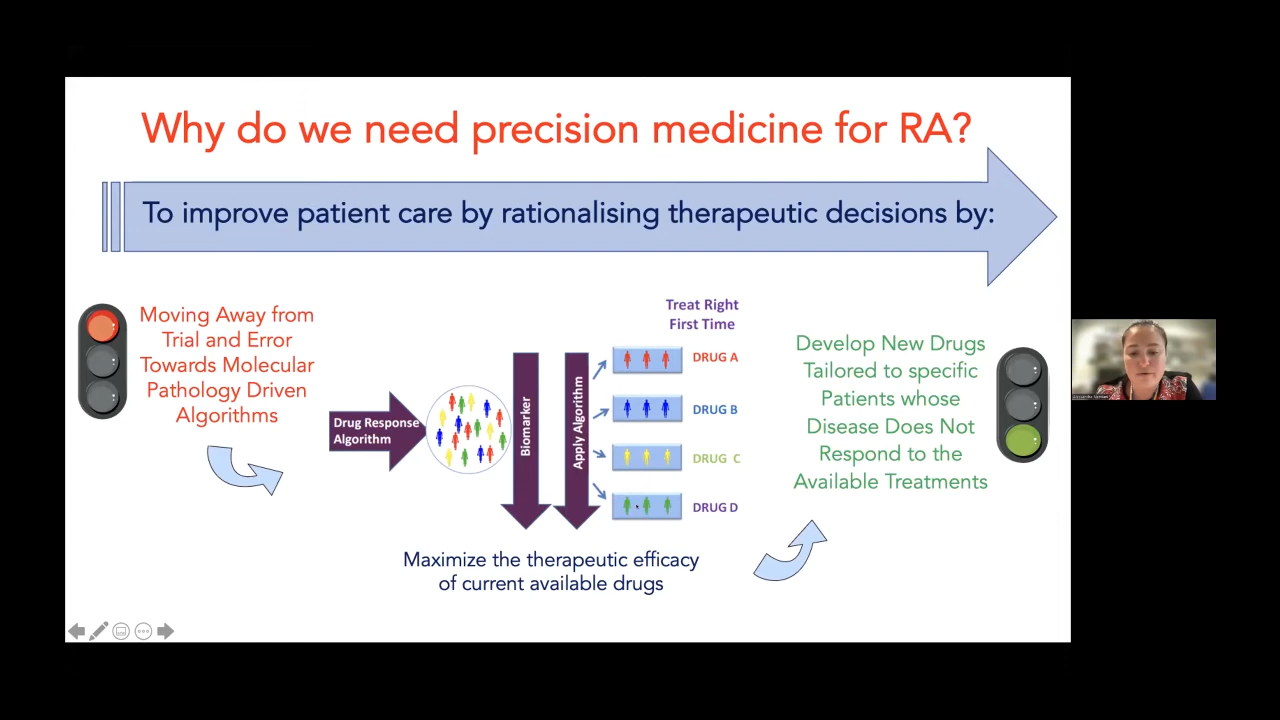 Why do we need precision medicine for RA?
To improve patient care by rationalising therapeutic decisions by:
Moving Away from
Trial and Error
Towards Molecular
Pathology Driven
Algorithms
Drug Response
Algorithm
Biomarker
Apply Algorithm
Treat Right
First Time
DRUG A
DRUG B
DRUG C
DRUG D
Maximize the therapeutic efficacy
of current available drugs
Develop New Drugs
Tailored to specific
Patients whose
Disease Does Not
Respond to the
Available Treatments